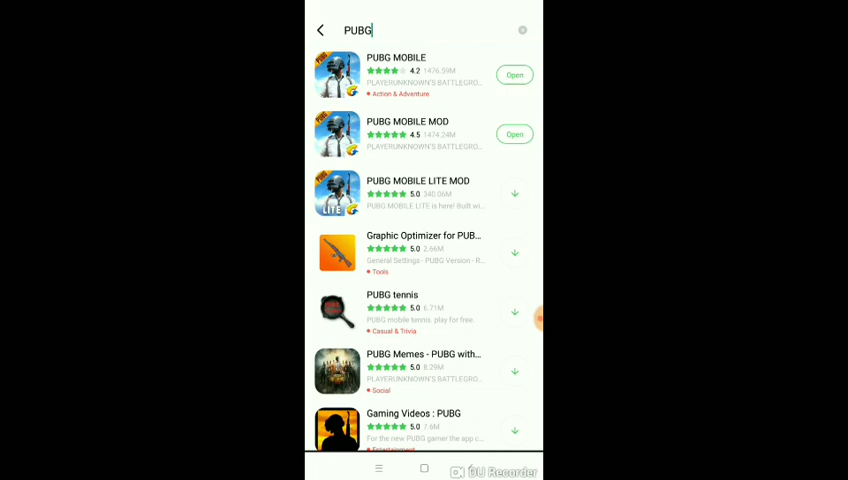 PUBG
PUBG MOBILE
4.2 1476.59M
Open
PLAYERUNKNOWN'S BATTLEGRO...
Action & Adventure
PUBG MOBILE MOD
4.5 1474.24M
Open
PLAYERUNKNOWN'S BATTLEGRO...
PUBG MOBILE LITE MOD
5.0 340.06M
LITE
PUBG MOBILE LITE is here! Built wi...
Graphic Optimizer for PUB...
5.0 2.66M
General Settings - PUBG Version - R...
Tools
PUBG tennis
5.0 6.71M
PUBG mobile tennis. play for free.
Casual & Trivia
PUBG Memes - PUBG with...
5.0 8.29M
PLAYERUNKNOWN'S BATTLEGRO...
Social
Gaming Videos : PUBG
5.0 7.6M
For the new PUBG gamer the app c...
Entertainment
DU Recorder